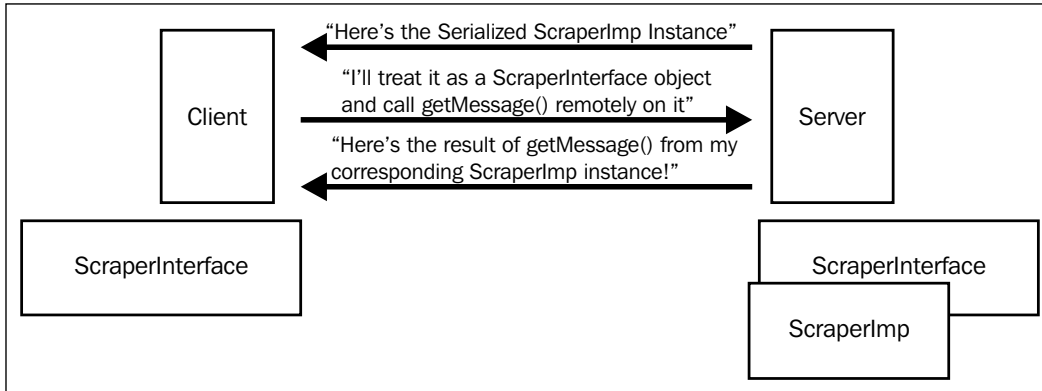 “Here’s the Serialized ScraperImp Instance”
“I’ll treat it as a ScraperInterface object
and call getMessage() remotely on it”
Client
Server
“Here’s the result of getMessage() from my
corresponding ScraperImp instance!”
ScraperInterface
ScraperInterface
ScraperImp